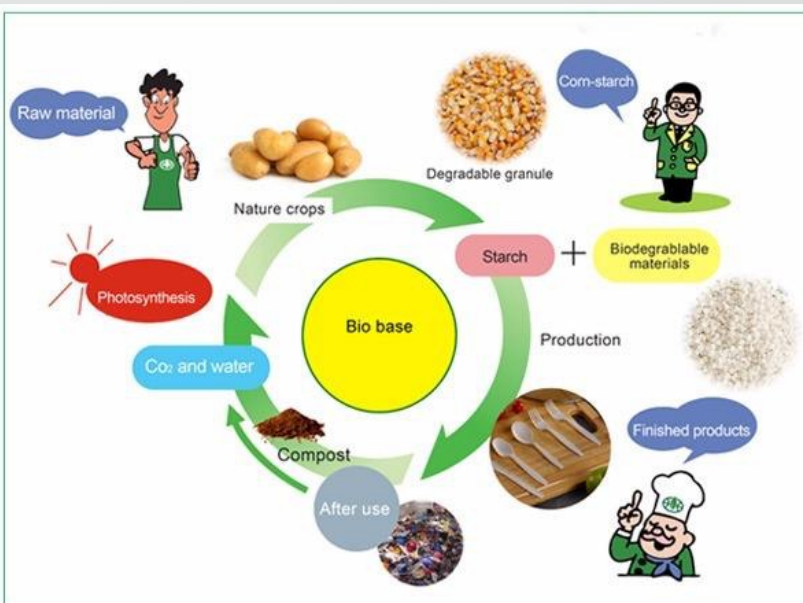 Raw material
Corn-starch
Degradable granule
Nature crops
Starch
+
Biodegrablable
materials
Photosynthesis
Bio base
Production
Co₂ and water
Finished products
Compost
After use